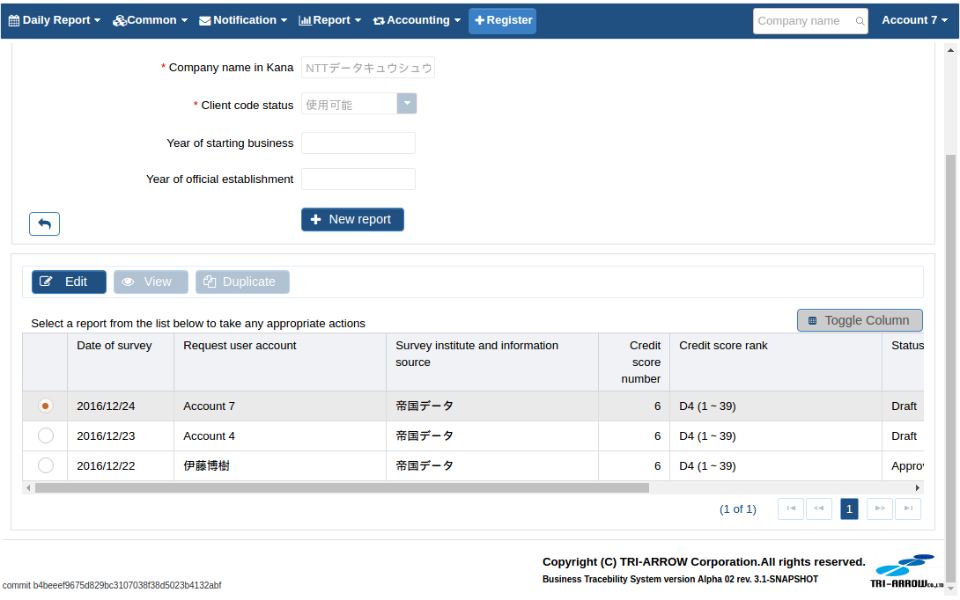 Daily Report Common Notification Report Accounting Register Company name Account 7
* Company name in Kana NTTデータキュウシュウ
* Client code status 使用可能
Year of starting business
Year of official establishment
New report
Edit View Duplicate
Select a report from the list below to take any appropriate actions
Toggle Column
Date of survey Request user account Survey institute and information source Credit score number Credit score rank Status
2016/12/24 Account 7 帝国データ 6 D4 (1 ~ 39) Draft
2016/12/23 Account 4 帝国データ 6 D4 (1 ~ 39) Draft
2016/12/22 伊藤博樹 帝国データ 6 D4 (1 ~ 39) Approv
(1 of 1) 1
Copyright (C) TRI-ARROW Corporation.All rights reserved.
Business Tracebility System version Alpha 02 rev. 3.1-SNAPSHOT
TRI-ARROW
commit b4beeef9675d829bc3107038f38d5023b4132abf